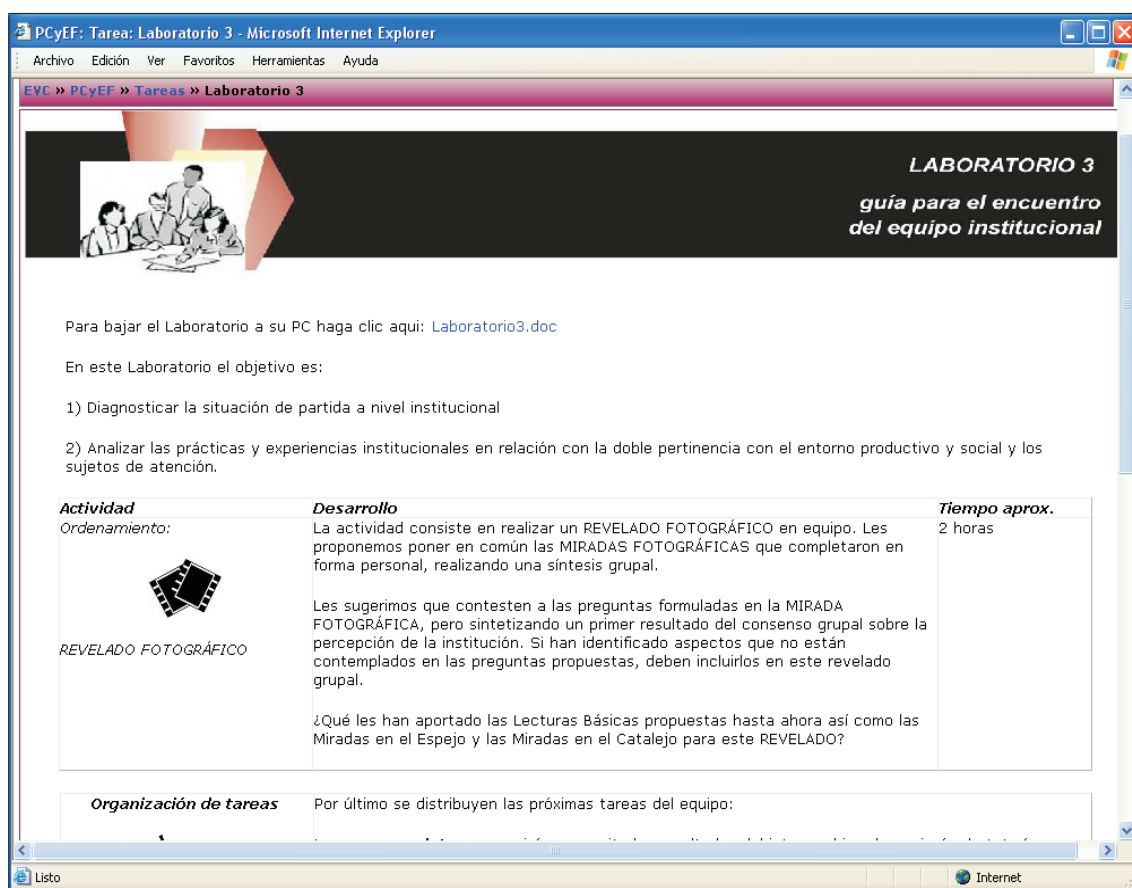 PCyEF: Tarea: Laboratorio 3 - Microsoft Internet Explorer
Archivo Edición Ver Favoritos Herramientas Ayuda
EVC » PCyEF » Tareas » Laboratorio 3
LABORATORIO 3
guía para el encuentro
del equipo institucional
Para bajar el Laboratorio a su PC haga clic aqui: Laboratorio3.doc
En este Laboratorio el objetivo es:
1) Diagnosticar la situación de partida a nivel institucional
2) Analizar las prácticas y experiencias institucionales en relación con la doble pertinencia con el entorno productivo y social y los
sujetos de atención.
Actividad Desarrollo Tiempo aprox.
Ordenamiento:
REVELADO FOTOGRÁFICO
La actividad consiste en realizar un REVELADO FOTOGRÁFICO en equipo. Les
proponemos poner en común las MIRADAS FOTOGRÁFICAS que completaron en
forma personal, realizando una síntesis grupal.
Les sugerimos que contesten a las preguntas formuladas en la MIRADA
FOTOGRÁFICA, pero sintetizando un primer resultado del consenso grupal sobre la
percepción de la institución. Si han identificado aspectos que no están
contemplados en las preguntas propuestas, deben incluirlos en este revelado
grupal.
¿Qué les han aportado las Lecturas Básicas propuestas hasta ahora así como las
Miradas en el Espejo y las Miradas en el Catalejo para este REVELADO?
2 horas
Organización de tareas
Por último se distribuyen las próximas tareas del equipo:
Listo
Internet